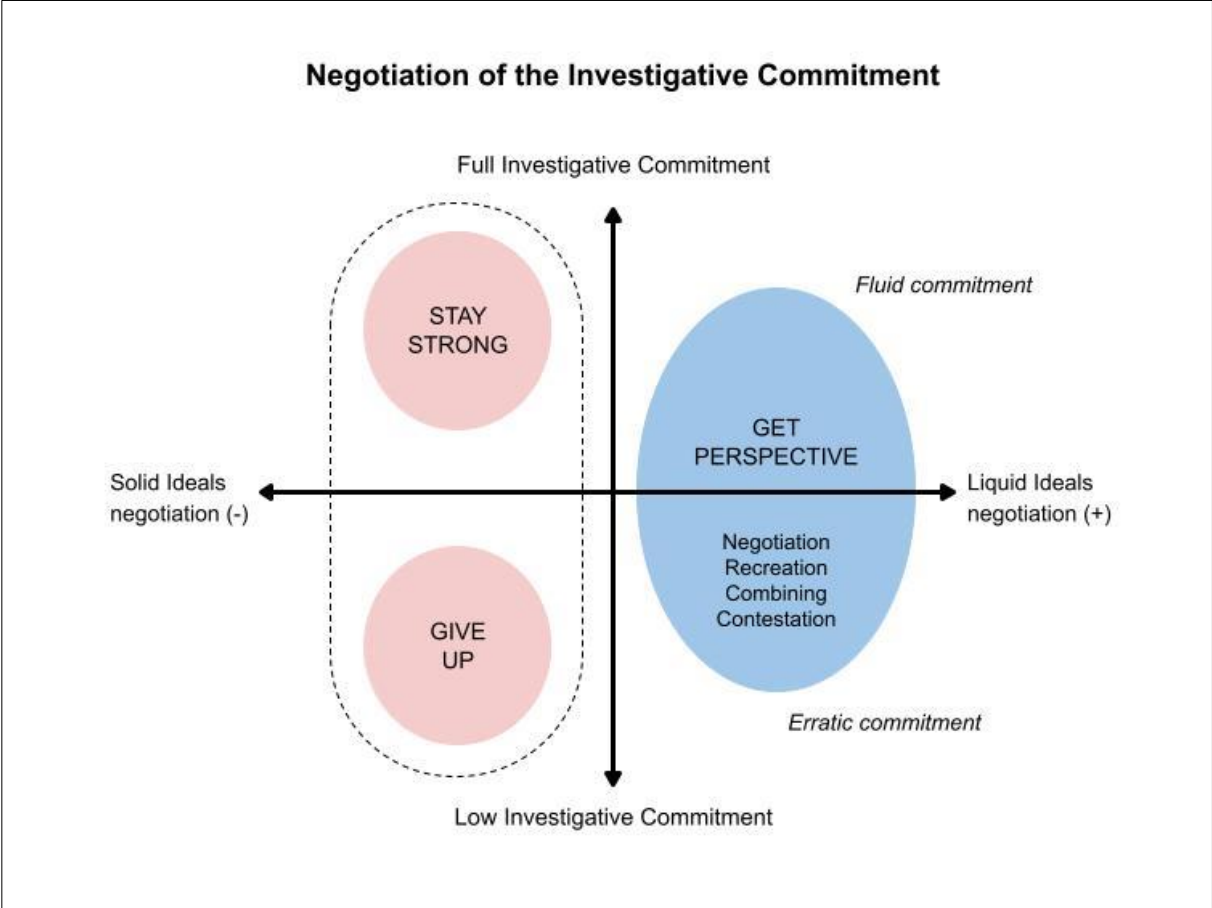 Negotiation of the Investigative Commitment
Full Investigative Commitment
Fluid commitment
STAY
STRONG
GET
PERSPECTIVE
Solid Ideals
negotiation (-)
Liquid Ideals
negotiation (+)
Negotiation
Recreation
Combining
Contestation
GIVE
UP
Erratic commitment
Low Investigative Commitment